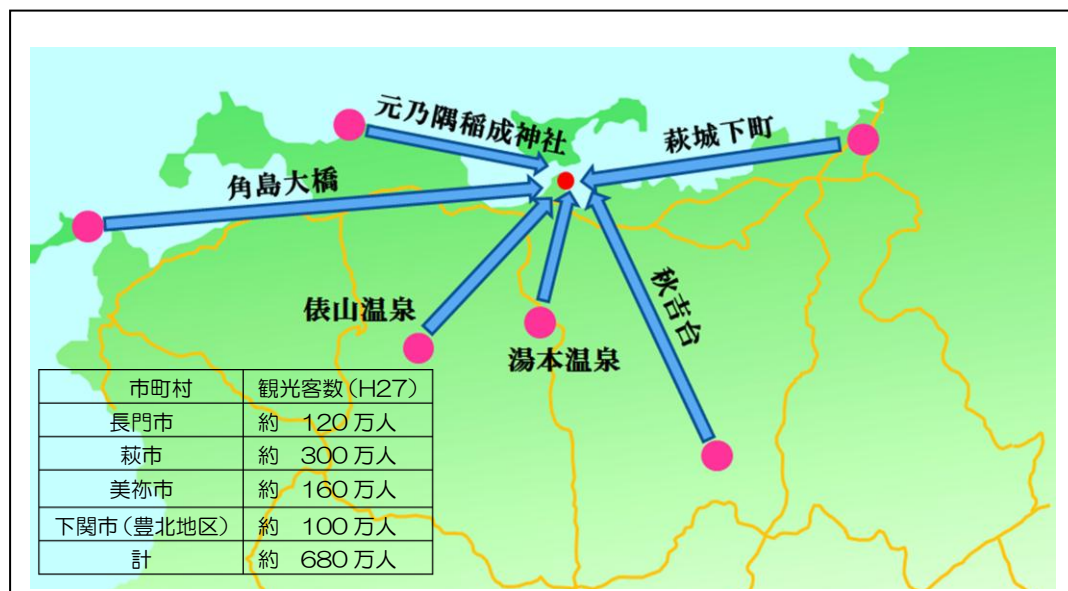 元乃隅稲成神社
萩城下町
角島大橋
秋吉台
俵山温泉
湯本温泉
市町村 観光客数(H27)
長門市 約 120万人
萩市 約 300万人
美祢市 約 160万人
下関市(豊北地区) 約 100万人
計 約 680万人